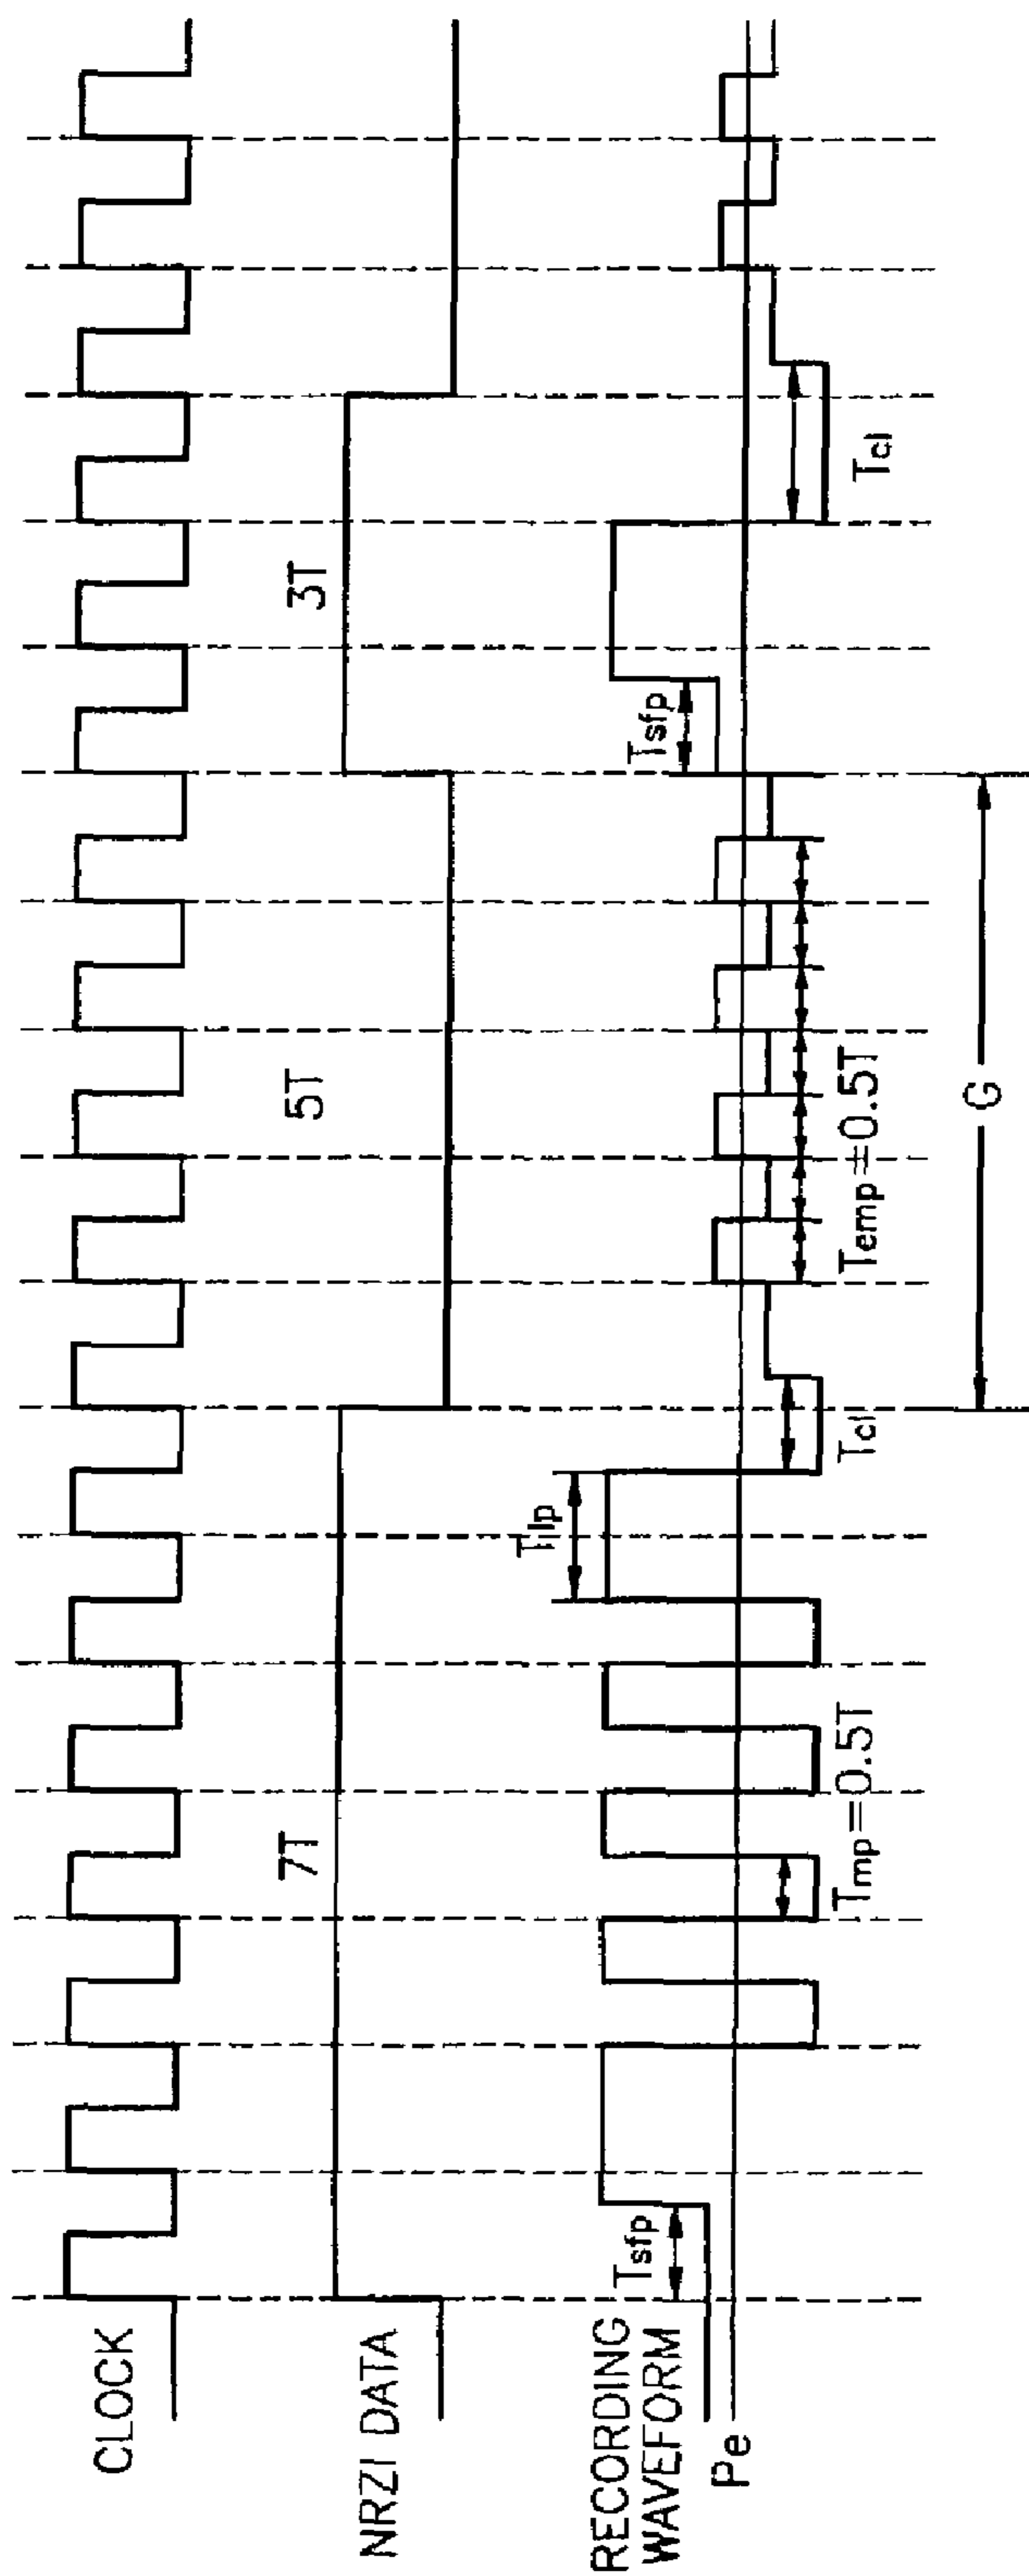 CLOCK
NRZI DATA
7T
5T
3T
RECORDING
WAVEFORM
Tsfp
Tlp
Tsfp
Pe
Tmp=0.5T
Tcl
Temp=0.5T
Tcl
G